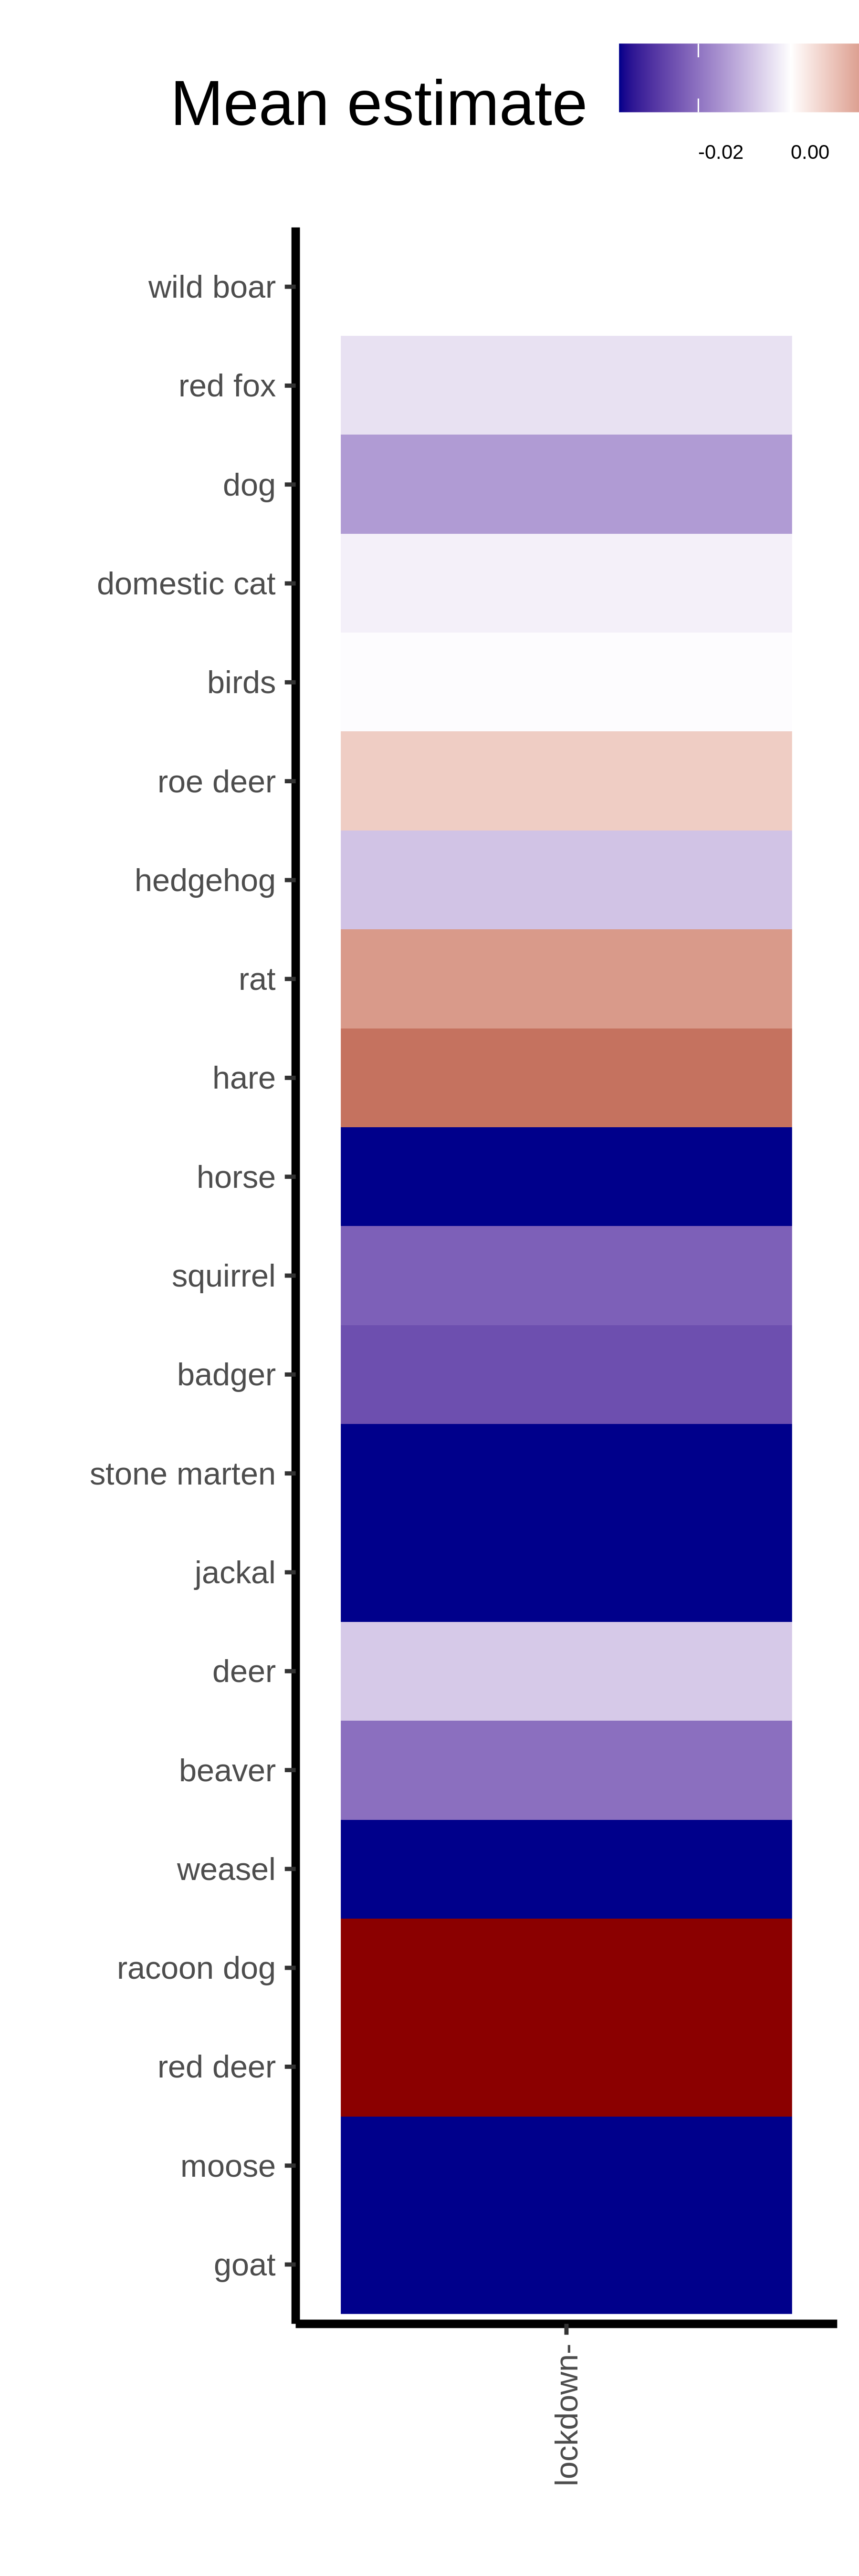 Mean estimate
-0.02 0.00
wild boar
red fox
dog
domestic cat
birds
roe deer
hedgehog
rat
hare
horse
squirrel
badger
stone marten
jackal
deer
beaver
weasel
racoon dog
red deer
moose
goat
lockdown-